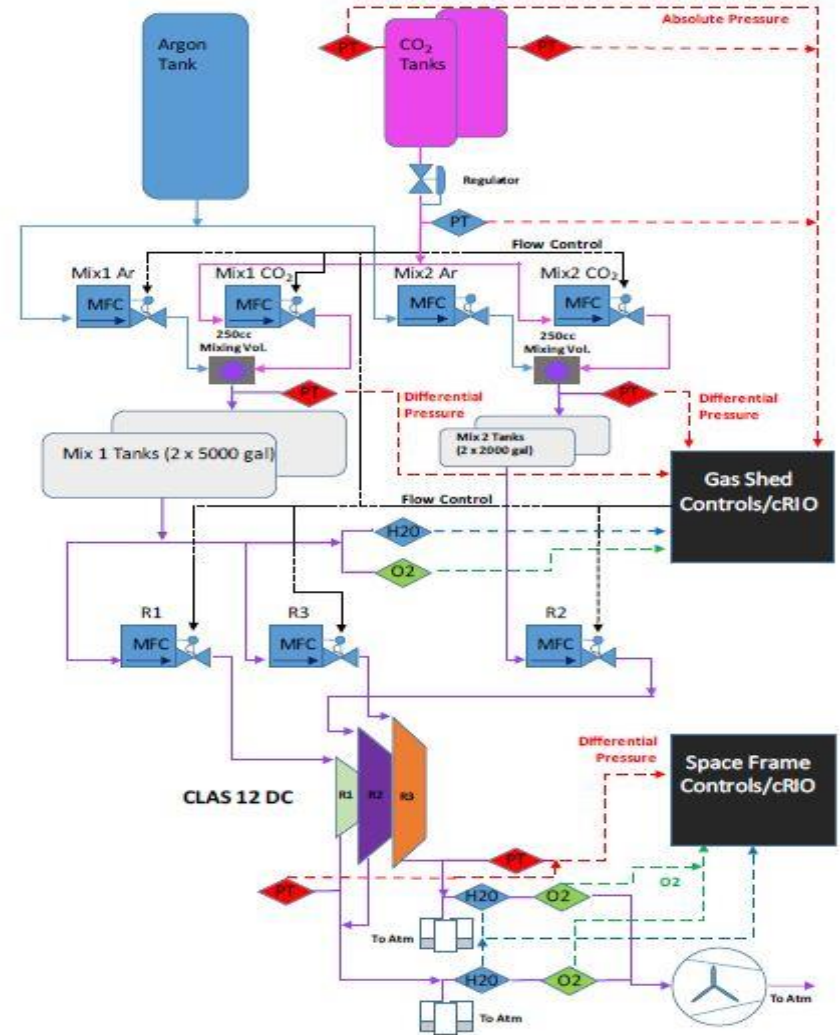 Absolute Pressure
Argon
Tank
CO₂
Tanks
PT
PT
Regulator
PT
Flow Control
Mix1 Ar
Mix1 CO₂
Mix2 Ar
Mix2 CO₂
MFC
MFC
MFC
MFC
250cc
Mixing Vol.
250cc
Mixing Vol.
PT
Differential
Pressure
PT
Differential
Pressure
Mix 1 Tanks (2 x 5000 gal)
Mix 2 Tanks
(2 x 2000 gal)
Gas Shed
Controls/cRIO
Flow Control
H20
O2
R1
R3
R2
MFC
MFC
MFC
Differential
Pressure
Space Frame
Controls/cRIO
CLAS 12 DC
R1
R2
R3
PT
PT
O2
H20
O2
To Atm
H20
O2
To Atm
To Atm